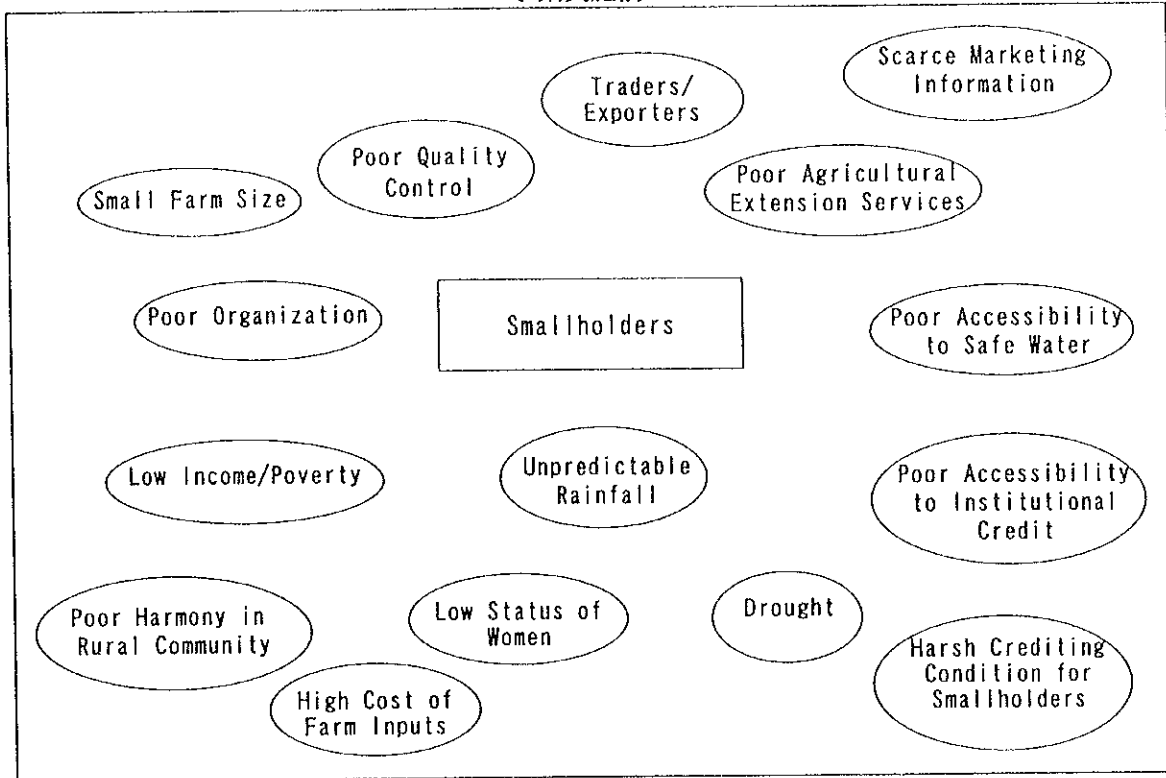 Scarce Marketing
Information
Traders/
Exporters
Poor Quality
Control
Poor Agricultural
Extension Services
Small Farm Size
Poor Organization
Smallholders
Poor Accessibility
to Safe Water
Low Income/Poverty
Unpredictable
Rainfall
Poor Accessibility
to Institutional
Credit
Poor Harmony in
Rural Community
Low Status of
Women
Drought
Harsh Crediting
Condition for
Smallholders
High Cost of
Farm Inputs